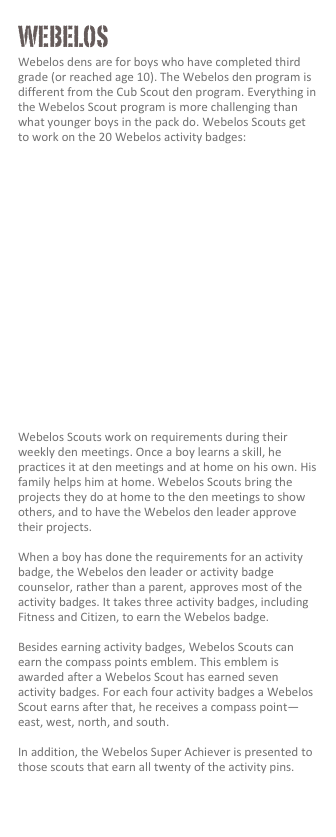 WEBELOS
Webelos dens are for boys who have completed third
grade (or reached age 10). The Webelos den program is
different from the Cub Scout den program. Everything in
the Webelos Scout program is more challenging than
what younger boys in the pack do. Webelos Scouts get
to work on the 20 Webelos activity badges:
Webelos Scouts work on requirements during their
weekly den meetings. Once a boy learns a skill, he
practices it at den meetings and at home on his own. His
family helps him at home. Webelos Scouts bring the
projects they do at home to the den meetings to show
others, and to have the Webelos den leader approve
their projects.
When a boy has done the requirements for an activity
badge, the Webelos den leader or activity badge
counselor, rather than a parent, approves most of the
activity badges. It takes three activity badges, including
Fitness and Citizen, to earn the Webelos badge.
Besides earning activity badges, Webelos Scouts can
earn the compass points emblem. This emblem is
awarded after a Webelos Scout has earned seven
activity badges. For each four activity badges a Webelos
Scout earns after that, he receives a compass point—
east, west, north, and south.
In addition, the Webelos Super Achiever is presented to
those scouts that earn all twenty of the activity pins.